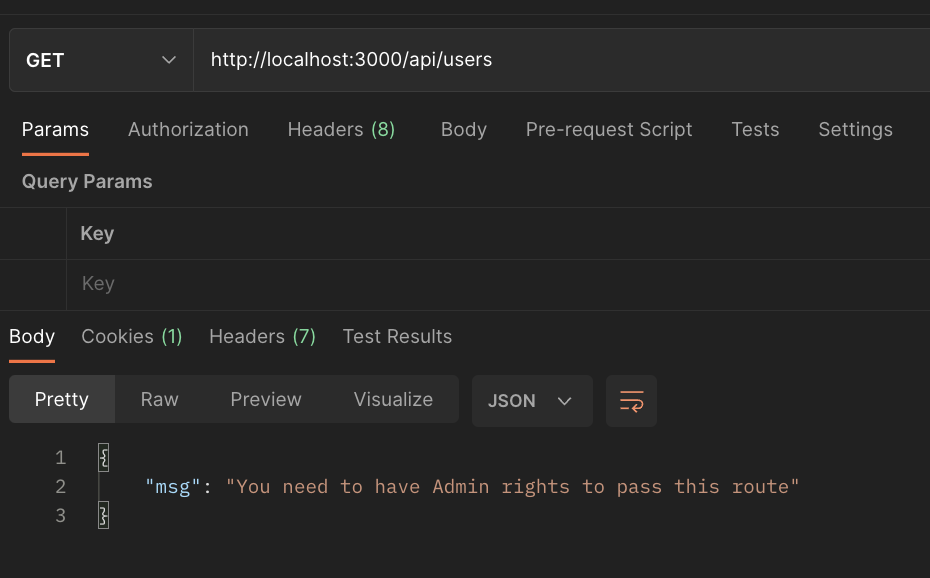 GET http://localhost:3000/api/users
Params Authorization Headers (8) Body Pre-request Script Tests Settings
Query Params
Key
Key
Body Cookies (1) Headers (7) Test Results
Pretty Raw Preview Visualize JSON
1 {
2 "msg": "You need to have Admin rights to pass this route"
3 }